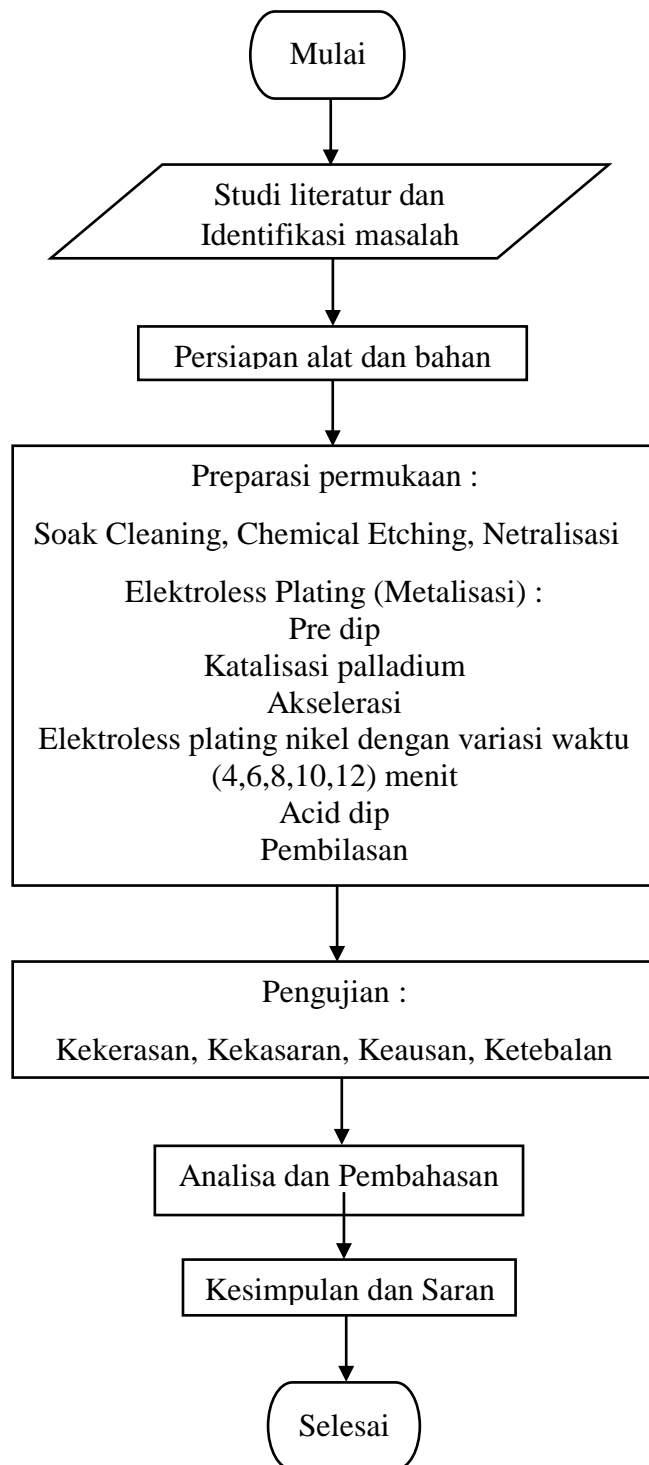 Mulai
Studi literatur dan
Identifikasi masalah
Persiapan alat dan bahan
Preparasi permukaan :
Soak Cleaning, Chemical Etching, Netralisasi
Elektroless Plating (Metalisasi) :
Pre dip
Katalisasi palladium
Akselerasi
Elektroless plating nikel dengan variasi waktu
(4,6,8,10,12) menit
Acid dip
Pembilasan
Pengujian :
Kekerasan, Kekasaran, Keausan, Ketebalan
Analisa dan Pembahasan
Kesimpulan dan Saran
Selesai